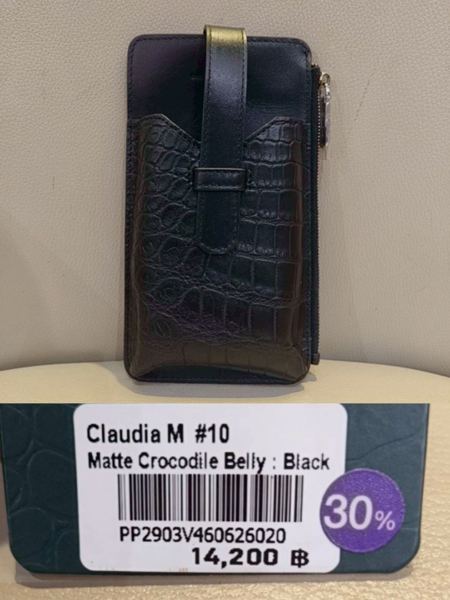 Claudia M #10
Matte Crocodile Belly : Black
PP2903V460626020
14,200 ฿
30%